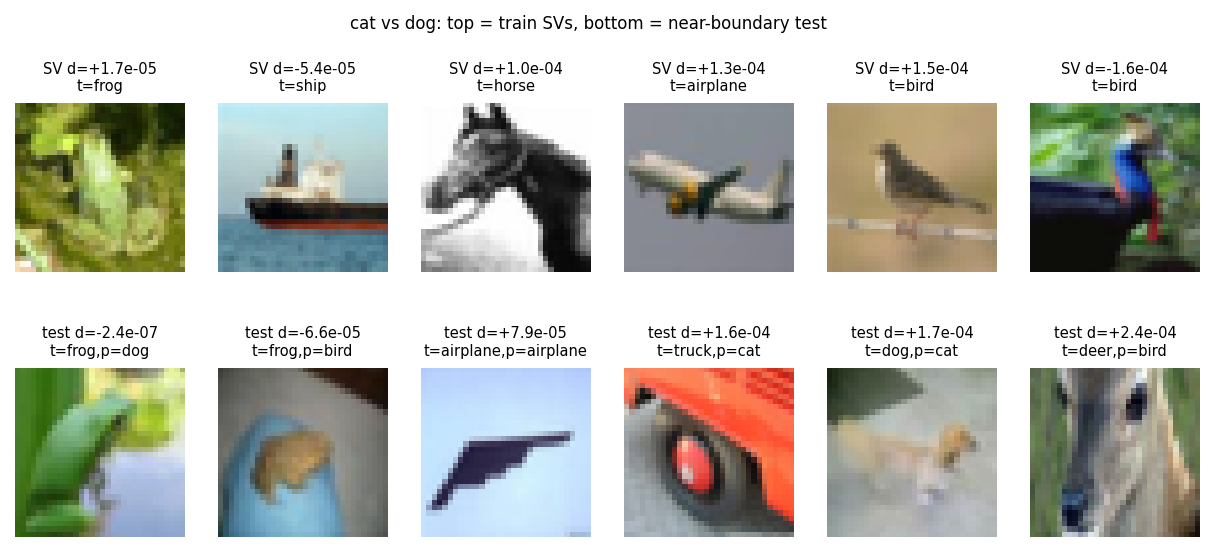 cat vs dog: top = train SVs, bottom = near-boundary test
SV d=+1.7e-05
t=frog
SV d=-5.4e-05
t=ship
SV d=+1.0e-04
t=horse
SV d=+1.3e-04
t=airplane
SV d=+1.5e-04
t=bird
SV d=-1.6e-04
t=bird
test d=-2.4e-07
t=frog,p=dog
test d=-6.6e-05
t=frog,p=bird
test d=+7.9e-05
t=airplane,p=airplane
test d=+1.6e-04
t=truck,p=cat
test d=+1.7e-04
t=dog,p=cat
test d=+2.4e-04
t=deer,p=bird